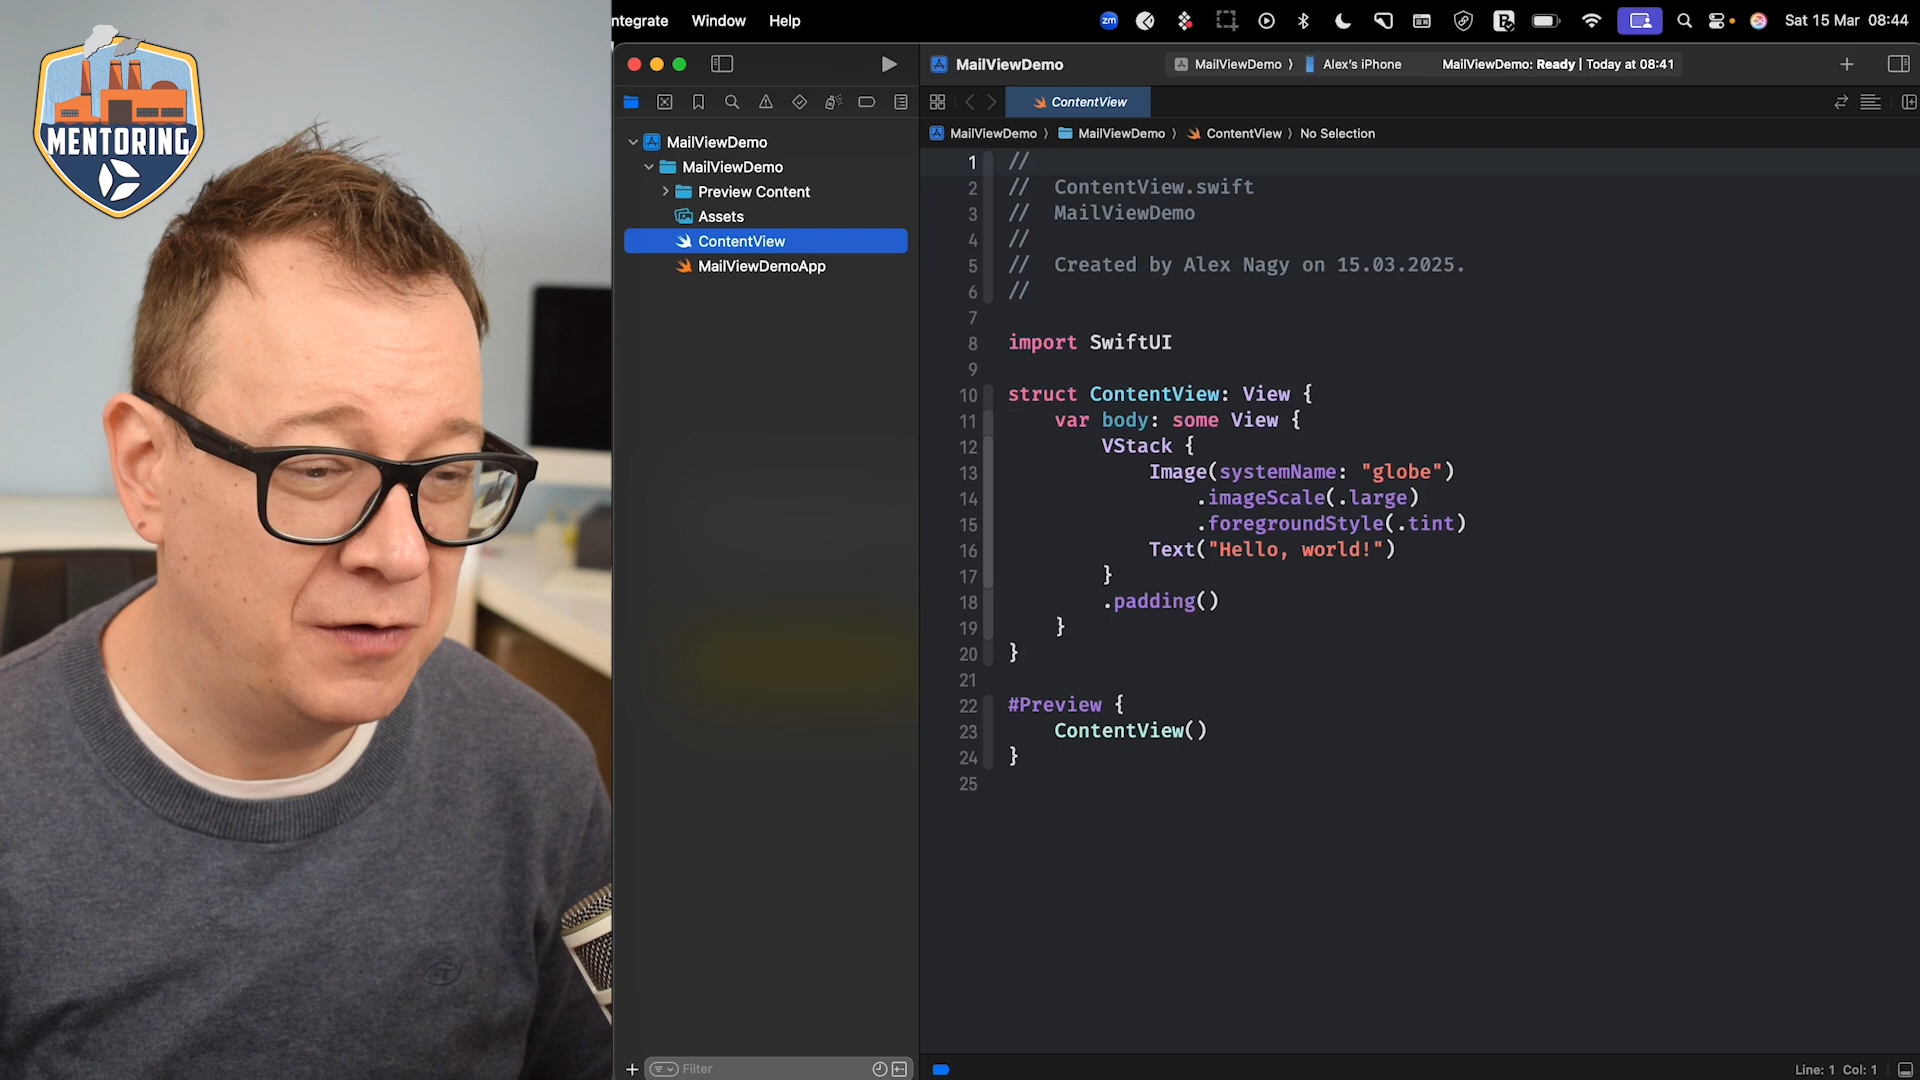 MENTORING
ntegrate Window Help
zm
Sat 15 Mar 08:44
MailViewDemo
MailViewDemo 〉 Alex's iPhone
MailViewDemo: Ready | Today at 08:41
ContentView
MailViewDemo 〉 MailViewDemo 〉 ContentView 〉 No Selection
MailViewDemo
MailViewDemo
Preview Content
Assets
ContentView
MailViewDemoApp
Filter
1 //
2 // ContentView.swift
3 // MailViewDemo
4 //
5 // Created by Alex Nagy on 15.03.2025.
6 //
7
8 import SwiftUI
9
10 struct ContentView: View {
11 var body: some View {
12 VStack {
13 Image(systemName: "globe")
14 .imageScale(.large)
15 .foregroundStyle(.tint)
16 Text("Hello, world!")
17 }
18 .padding()
19 }
20 }
21
22 #Preview {
23 ContentView()
24 }
25
Line: 1 Col: 1